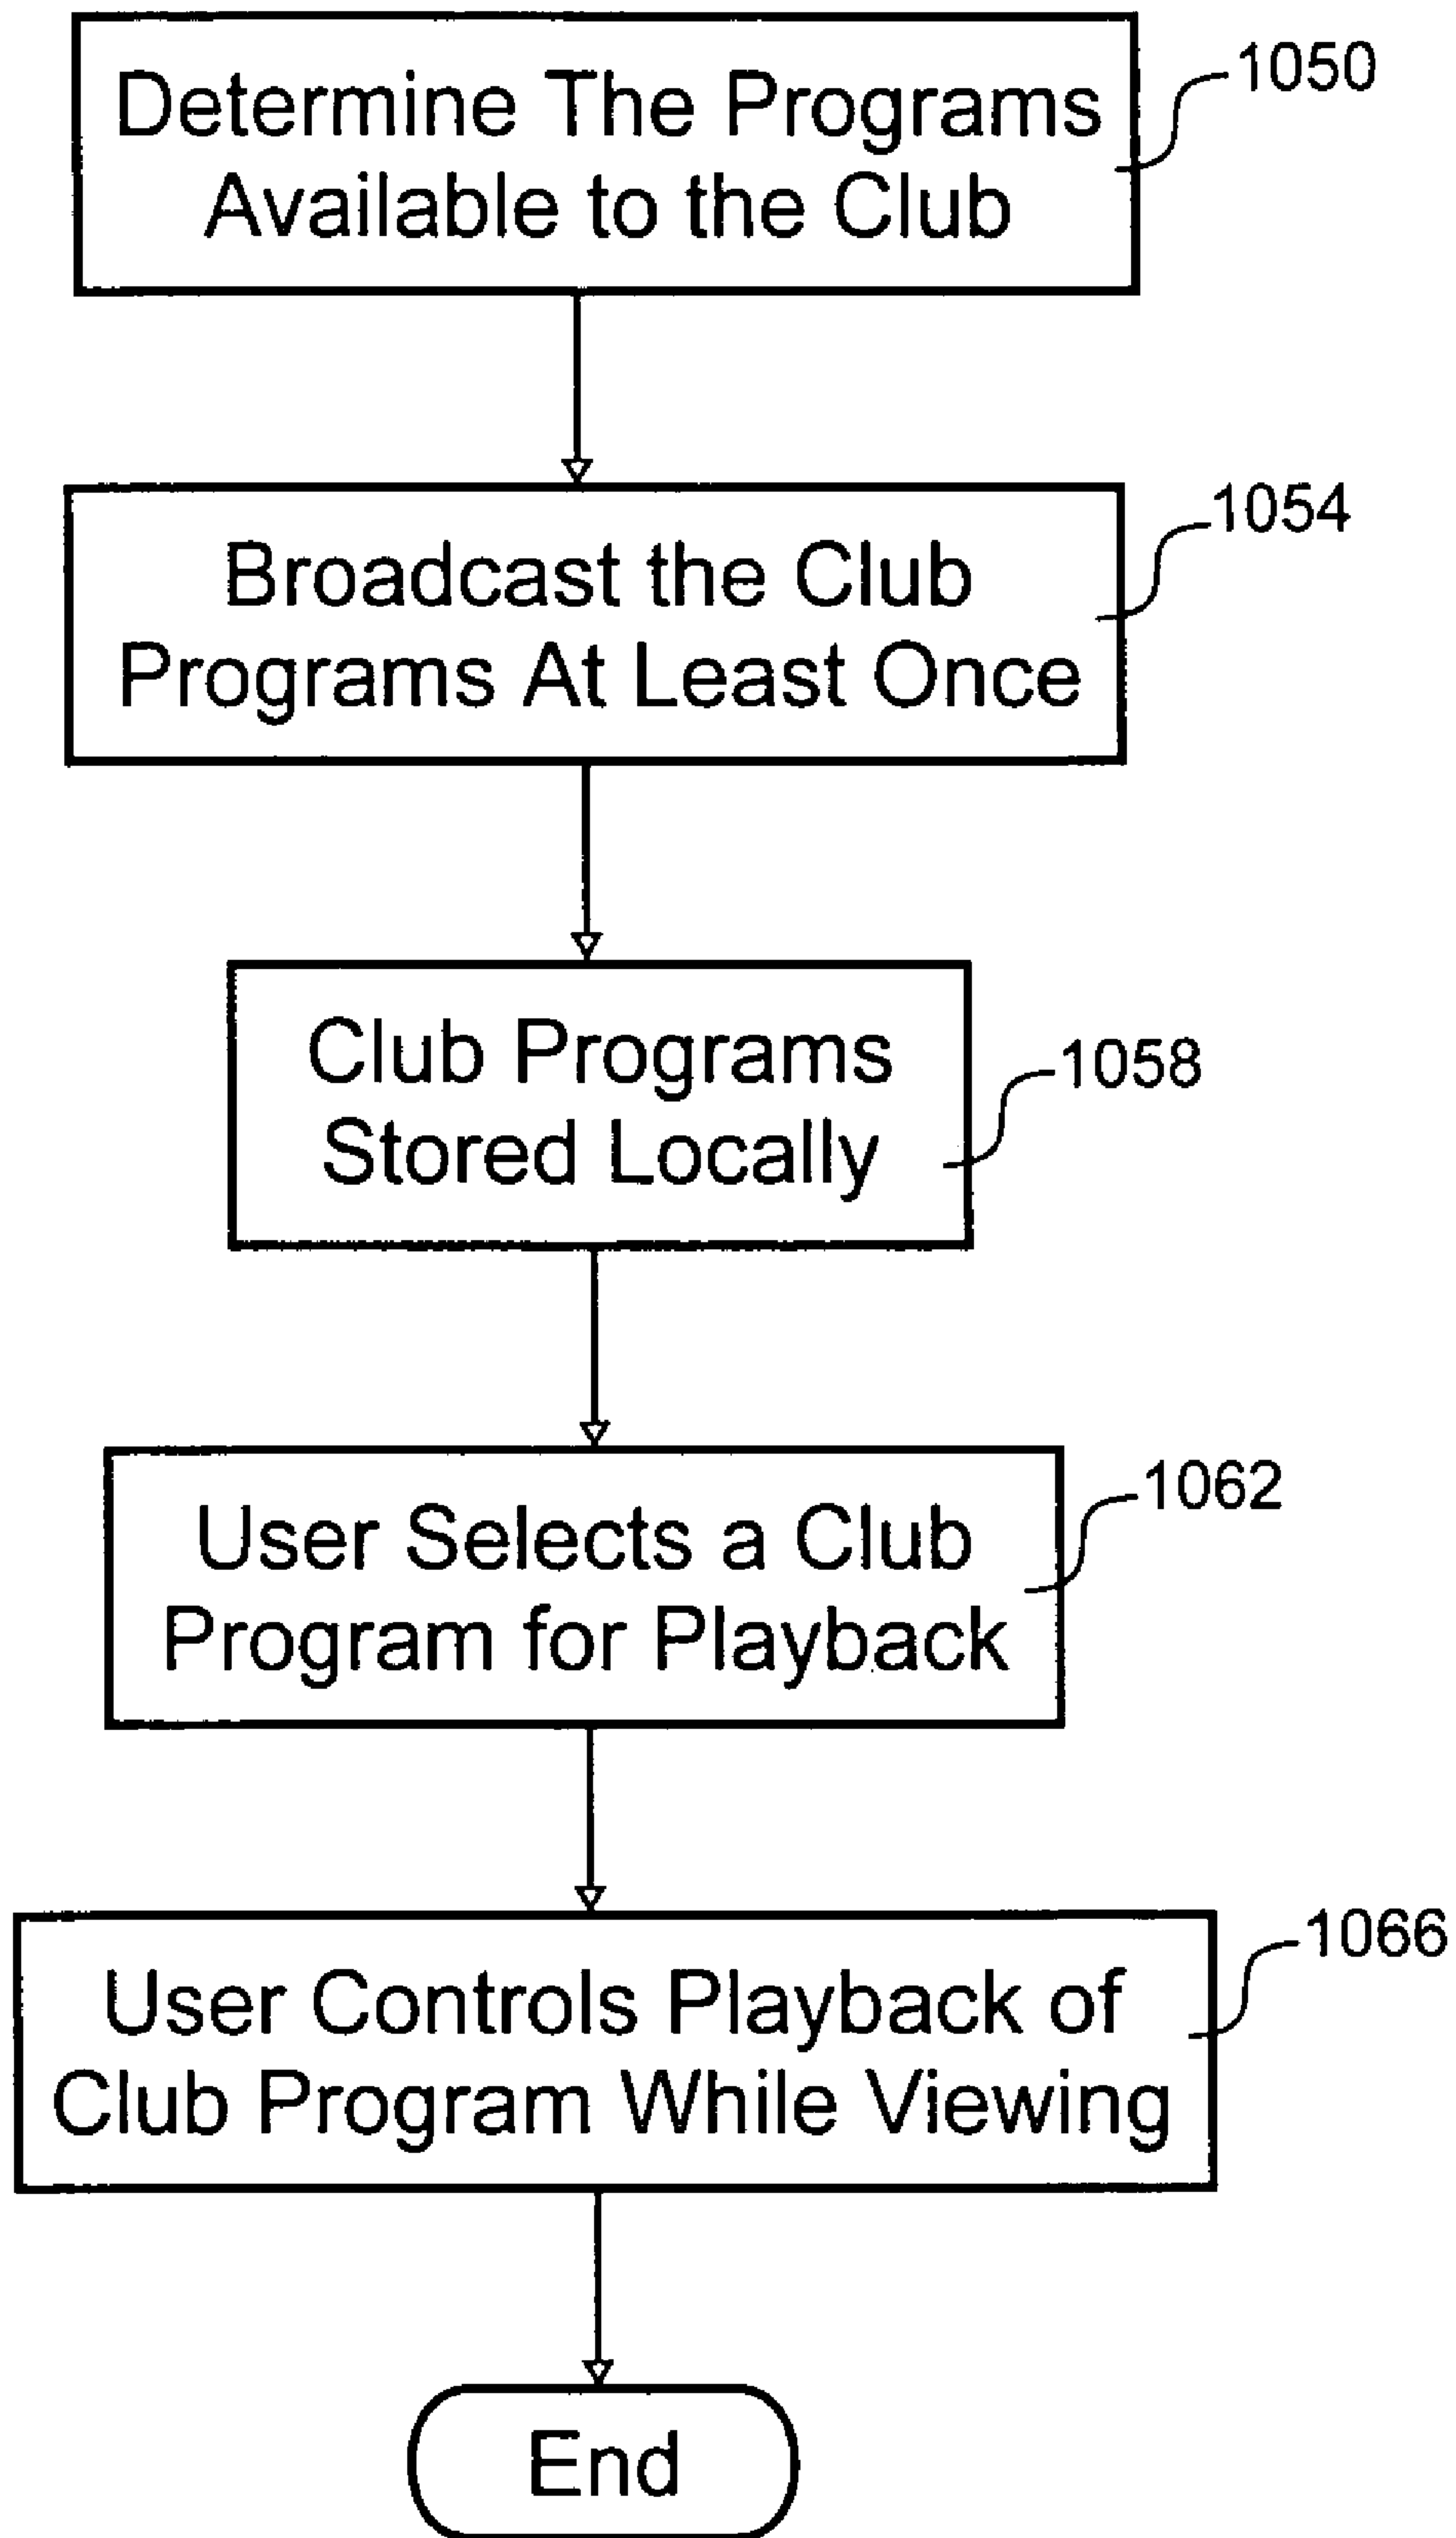 Determine The Programs
Available to the Club
1050
Broadcast the Club
Programs At Least Once
1054
Club Programs
Stored Locally
1058
User Selects a Club
Program for Playback
1062
User Controls Playback of
Club Program While Viewing
1066
End